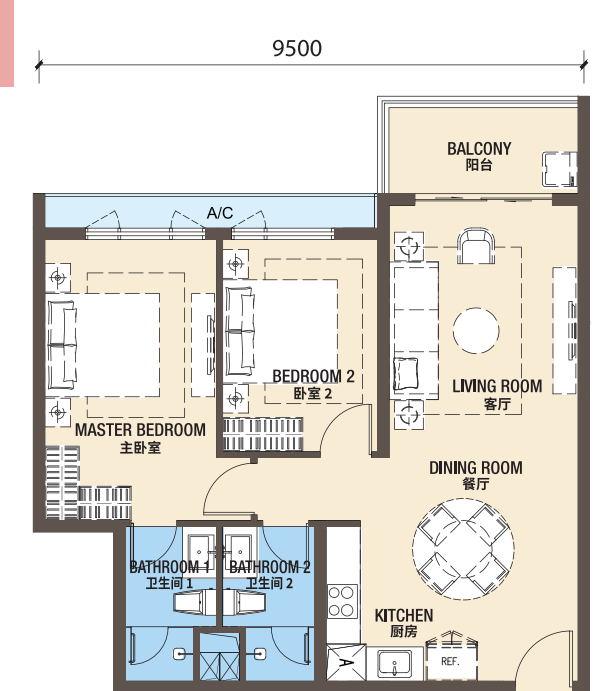 9500
BALCONY
阳台
A/C
BEDROOM 2
卧室 2
LIVING ROOM
客厅
MASTER BEDROOM
主卧室
DINING ROOM
餐厅
BATHROOM 1
卫生间 1
BATHROOM 2
卫生间 2
KITCHEN
厨房
A
REF.